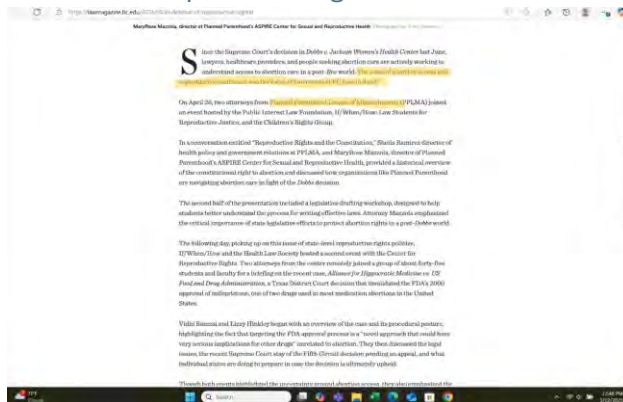 https://lawmagazine.bc.edu/2023/05/in-defense-of-reproductive-rights/
MaryRose Mazzola, director of Planned Parenthood's ASPIRE Center for Sexual and Reproductive Health
Since the Supreme Court's decision in Dobbs v. Jackson Women's Health Center last June,
lawyers, healthcare providers, and people seeking abortion care are actively working to
understand access to abortion care in a post-Roe world.
On April 26, two attorneys from Planned Parenthood League of Massachusetts (PPLMA) joined
an event hosted by the Public Interest Law Foundation, If/When/How: Law Students for
Reproductive Justice, and the Children's Rights Group.
In a conversation entitled "Reproductive Rights and the Constitution," Sheila Ramirez director of
health policy and government relations at PPLMA, and MaryRose Mazzola, director of Planned
Parenthood's ASPIRE Center for Sexual and Reproductive Health, provided a historical overview
of the constitutional right to abortion and discussed how organizations like Planned Parenthood
are navigating abortion care in light of the Dobbs decision.
The second half of the presentation included a legislative drafting workshop, designed to help
students better understand the process for writing effective laws. Attorney Mazzola emphasized
the critical importance of state legislative efforts to protect abortion rights in a post-Dobbs world.
The following day, picking up on this issue of state-level reproductive rights politics,
If/When/How and the Health Law Society hosted a second event with the Center for
Reproductive Rights. Two attorneys from the center remotely joined a group of about forty-five
students and faculty for a briefing on the recent case, Alliance for Hippocratic Medicine vs. US
Food and Drug Administration, a Texas District Court decision that invalidated the FDA's 2000
approval of mifepristone, one of two drugs used in most medication abortions in the United
States.
and Lizzy Hinkley began with an overview of the case and its procedural posture,
highlighting the fact that targeting the FDA approval process is a "novel approach that could have
very serious implications for other drugs" unrelated to abortion. They then discussed the legal
issues, the recent Supreme Court stay of the Fifth Circuit decision pending an appeal, and what
individual states are doing to prepare in case the decision is ultimately upheld.
Though both events highlighted the uncertainty around abortion access, they also emphasized the
Search